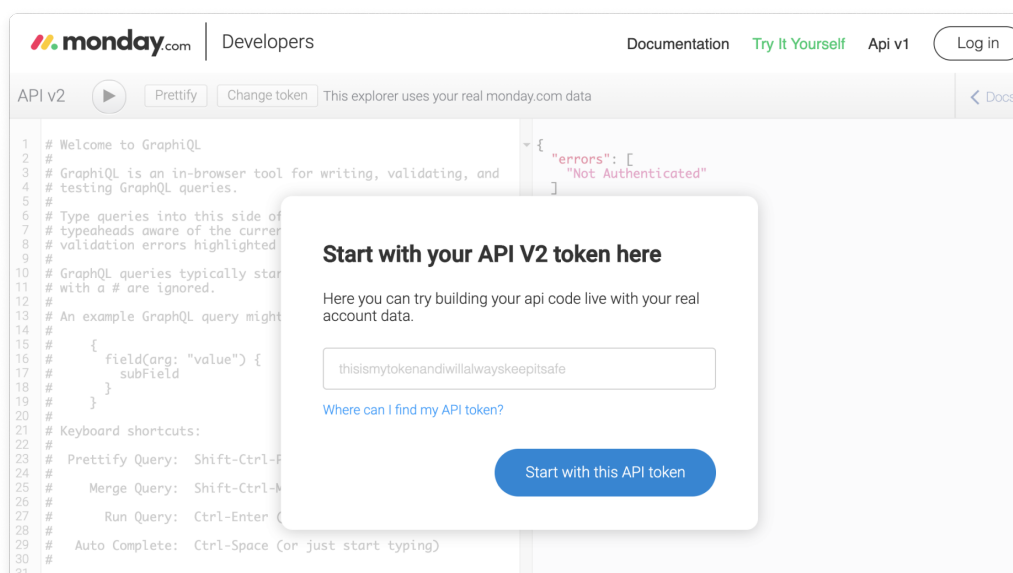 monday.com Developers Documentation Try It Yourself Api v1 Log in
API v2 Prettify Change token This explorer uses your real monday.com data Docs
1 # Welcome to GraphiQL
2 #
3 # GraphiQL is an in-browser tool for writing, validating, and
4 # testing GraphQL queries.
5 #
6 # Type queries into this side of
7 # typeaheads aware of the curren
8 # validation errors highlighted
9 #
10 # GraphQL queries typically star
11 # with a # are ignored.
12 #
13 # An example GraphQL query might
14 #
15 # {
16 # field(arg: "value") {
17 # subField
18 # }
19 # }
20 #
21 # Keyboard shortcuts:
22 #
23 # Prettify Query: Shift-Ctrl-P
24 #
25 # Merge Query: Shift-Ctrl-M
26 #
27 # Run Query: Ctrl-Enter (
28 #
29 # Auto Complete: Ctrl-Space (or just start typing)
30 #
31
{
"errors": [
"Not Authenticated"
]
Start with your API V2 token here
Here you can try building your api code live with your real
account data.
thisismytokenandiwillalwayskeepitsafe
Where can I find my API token?
Start with this API token